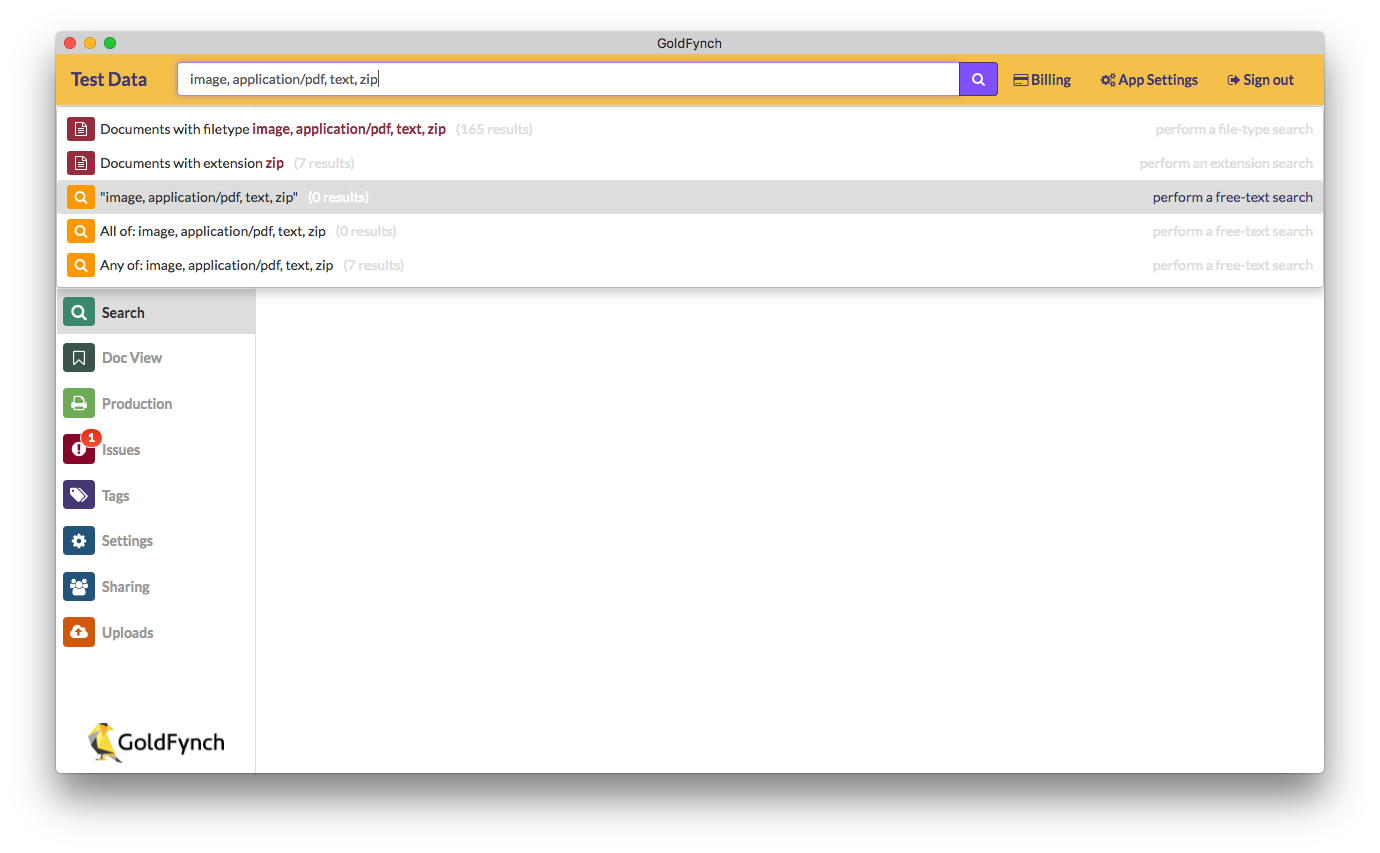 GoldFynch
Test Data image, application/pdf, text, zip Billing App Settings Sign out
Documents with filetype image, application/pdf, text, zip (165 results) perform a file-type search
Documents with extension zip (7 results) perform an extension search
"image, application/pdf, text, zip" (0 results) perform a free-text search
All of: image, application/pdf, text, zip (0 results) perform a free-text search
Any of: image, application/pdf, text, zip (7 results) perform a free-text search
Search
Doc View
Production
1
Issues
Tags
Settings
Sharing
Uploads
GoldFynch